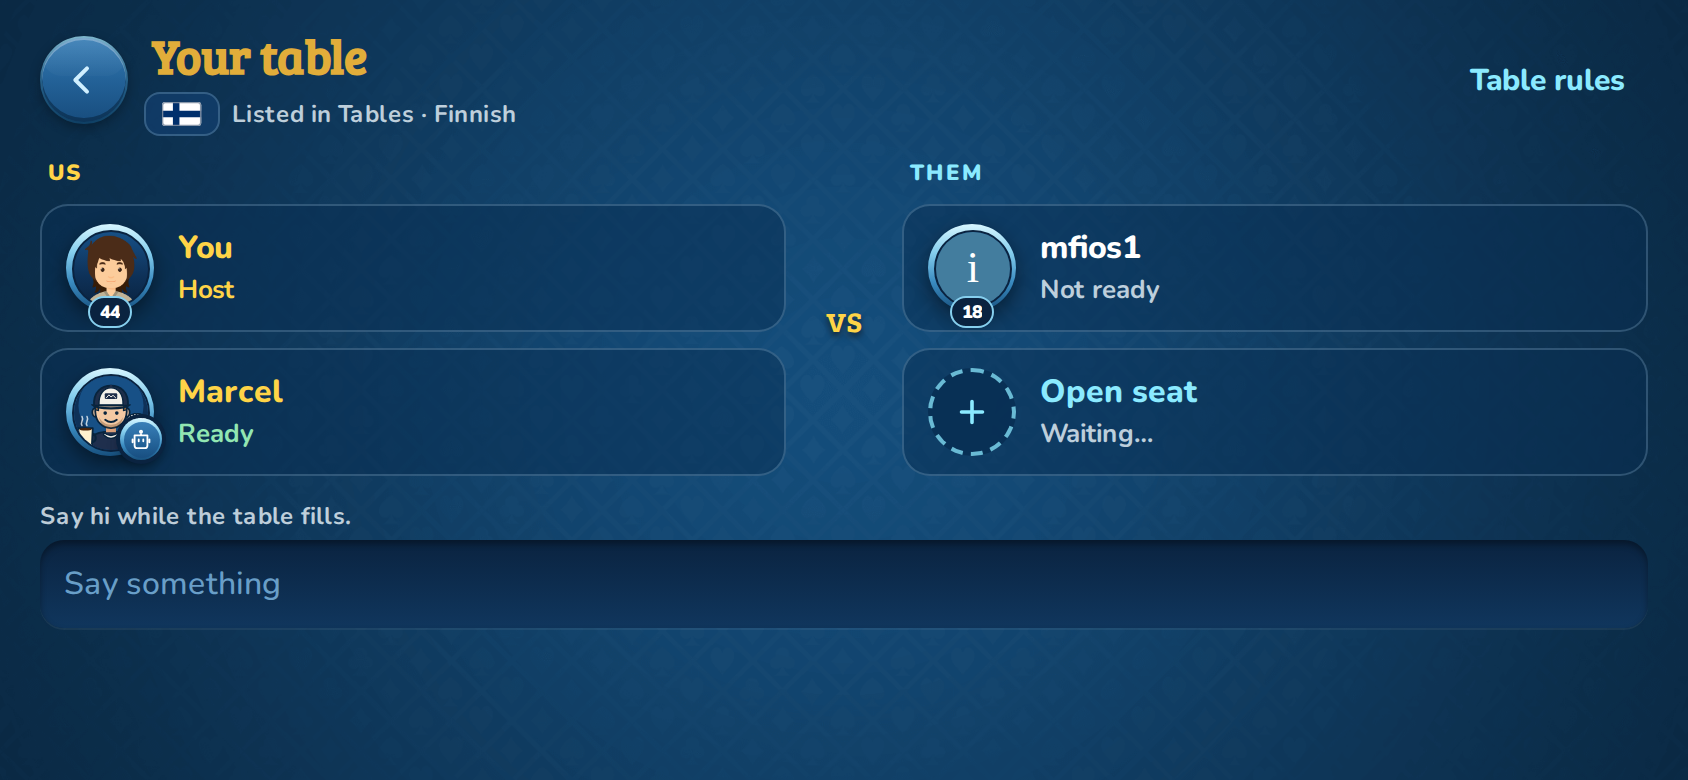 Your table
Listed in Tables · Finnish
Table rules
US
You
Host
44
Marcel
Ready
vs
THEM
i
mfios1
Not ready
18
Open seat
Waiting...
Say hi while the table fills.
Say something